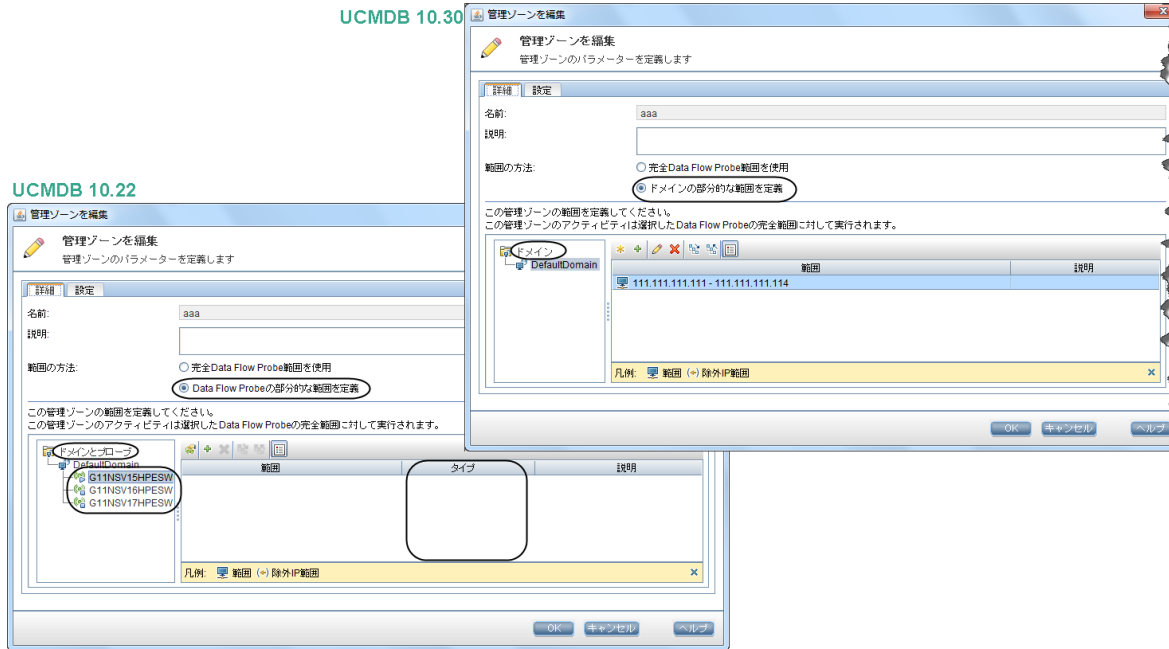 UCMDB 10.30
管理ゾーンを編集
管理ゾーンを編集
管理ゾーンのパラメーターを定義します
詳細 設定
名前: aaa
説明:
範囲の方法: 完全Data Flow Probe範囲を使用
ドメインの部分的な範囲を定義
この管理ゾーンの範囲を定義してください。
この管理ゾーンのアクティビティは選択したData Flow Probeの完全範囲に対して実行されます。
ドメイン
DefaultDomain
範囲 説明
111.111.111.111 - 111.111.111.114
凡例: 範囲 (-) 除外IP範囲
OK キャンセル ヘルプ
UCMDB 10.22
管理ゾーンを編集
管理ゾーンを編集
管理ゾーンのパラメーターを定義します
詳細 設定
名前: aaa
説明:
範囲の方法: 完全Data Flow Probe範囲を使用
Data Flow Probeの部分的な範囲を定義
この管理ゾーンの範囲を定義してください。
この管理ゾーンのアクティビティは選択したData Flow Probeの完全範囲に対して実行されます。
ドメインとプローブ
DefaultDomain
G11NSV15HPESW
G11NSV16HPESW
G11NSV17HPESW
範囲 タイプ 説明
凡例: 範囲 (-) 除外IP範囲
OK キャンセル ヘルプ